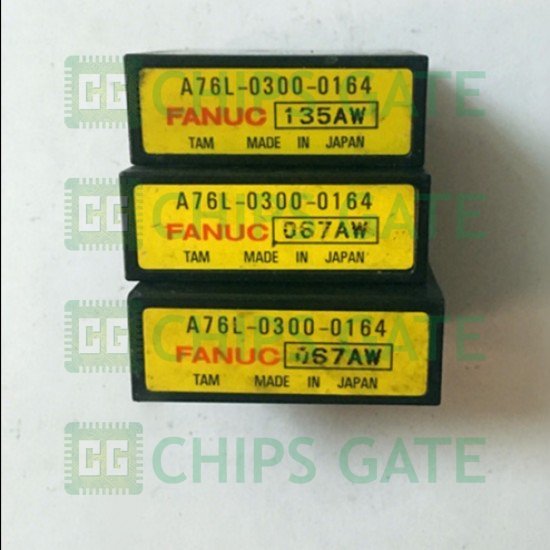 A76L-0300-0164
FANUC 135AW
TAM MADE IN JAPAN
A76L-0300-0164
FANUC 067AW
TAM MADE IN JAPAN
A76L-0300-0164
FANUC 067AW
TAM MADE IN JAPAN
CG CHIPS GATE
CG CHIPS GATE
CG CHIPS GATE
CG CHIPS GATE